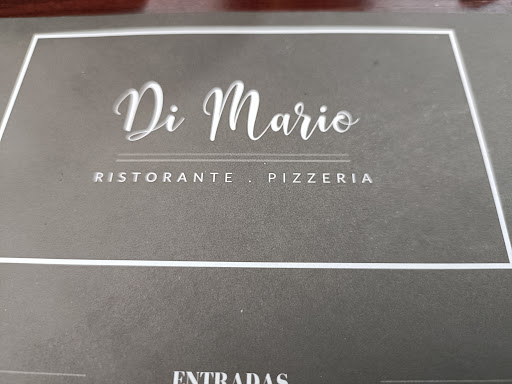 Di Mario
RISTORANTE . PIZZERIA
ENTRADAS